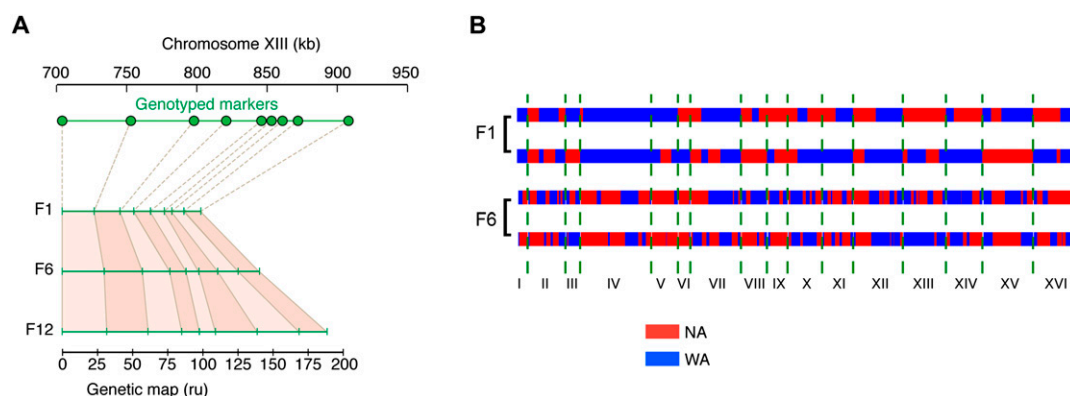 A
Chromosome XIII (kb)
700 750 800 850 900 950
Genotyped markers
F1
F6
F12
0 25 50 75 100 125 150 175 200
Genetic map (ru)
B
F1
F6
I II III IV V VI VII VIII IX X XI XII XIII XIV XV XVI
NA
WA